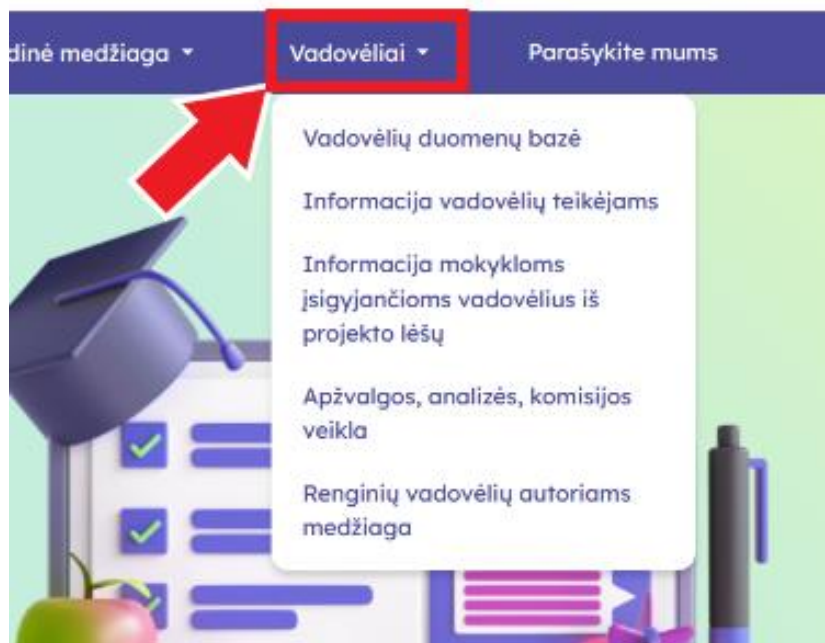 dinė medžiaga
Vadovėliai
Parašykite mums
Vadovėlių duomenų bazė
Informacija vadovėlių teikėjams
Informacija mokykloms
įsigyjančioms vadovėlius iš
projekto lėšų
Apžvalgos, analizės, komisijos
veikla
Renginių vadovėlių autoriams
medžiaga